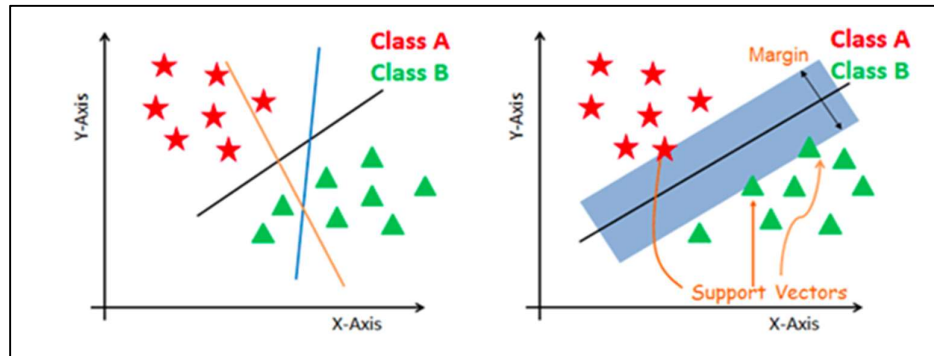 Class A
Class B
Y-Axis
X-Axis
Class A
Margin
Class B
Y-Axis
Support Vectors
X-Axis